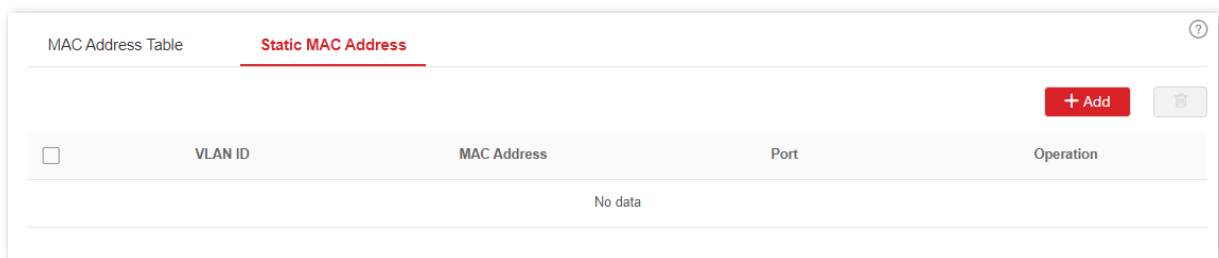 MAC Address Table Static MAC Address ?
+ Add
VLAN ID MAC Address Port Operation
No data